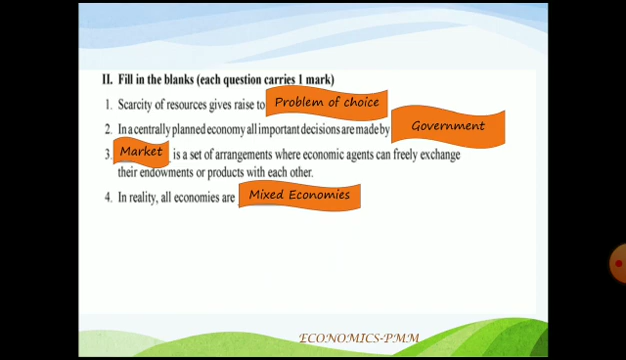 II. Fill in the blanks (each question carries 1 mark)
1. Scarcity of resources gives raise to Problem of choice
2. In a centrally planned economy all important decisions are made by Government
3. Market is a set of arrangements where economic agents can freely exchange
their endowments or products with each other.
4. In reality, all economies are Mixed Economies
ECONOMICS-PMM